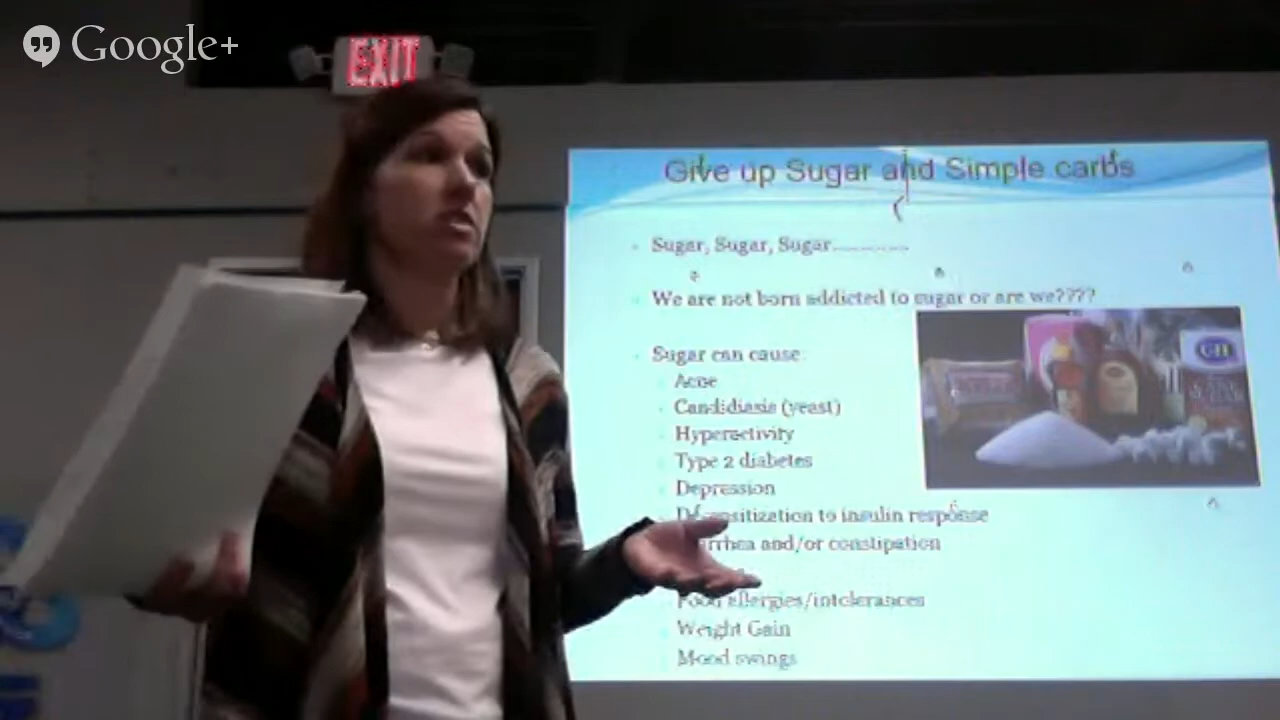 Google+
EXIT
Give up Sugar and Simple carbs
Sugar, Sugar, Sugar.............
We are not born addicted to sugar or are we????
Sugar can cause
Acne
Candidiasis (yeast)
Hyperactivity
Type 2 diabetes
Depression
to insulin response
and/or constipation
Food allergies/intolerances
Weight Gain
Mood swings
GH